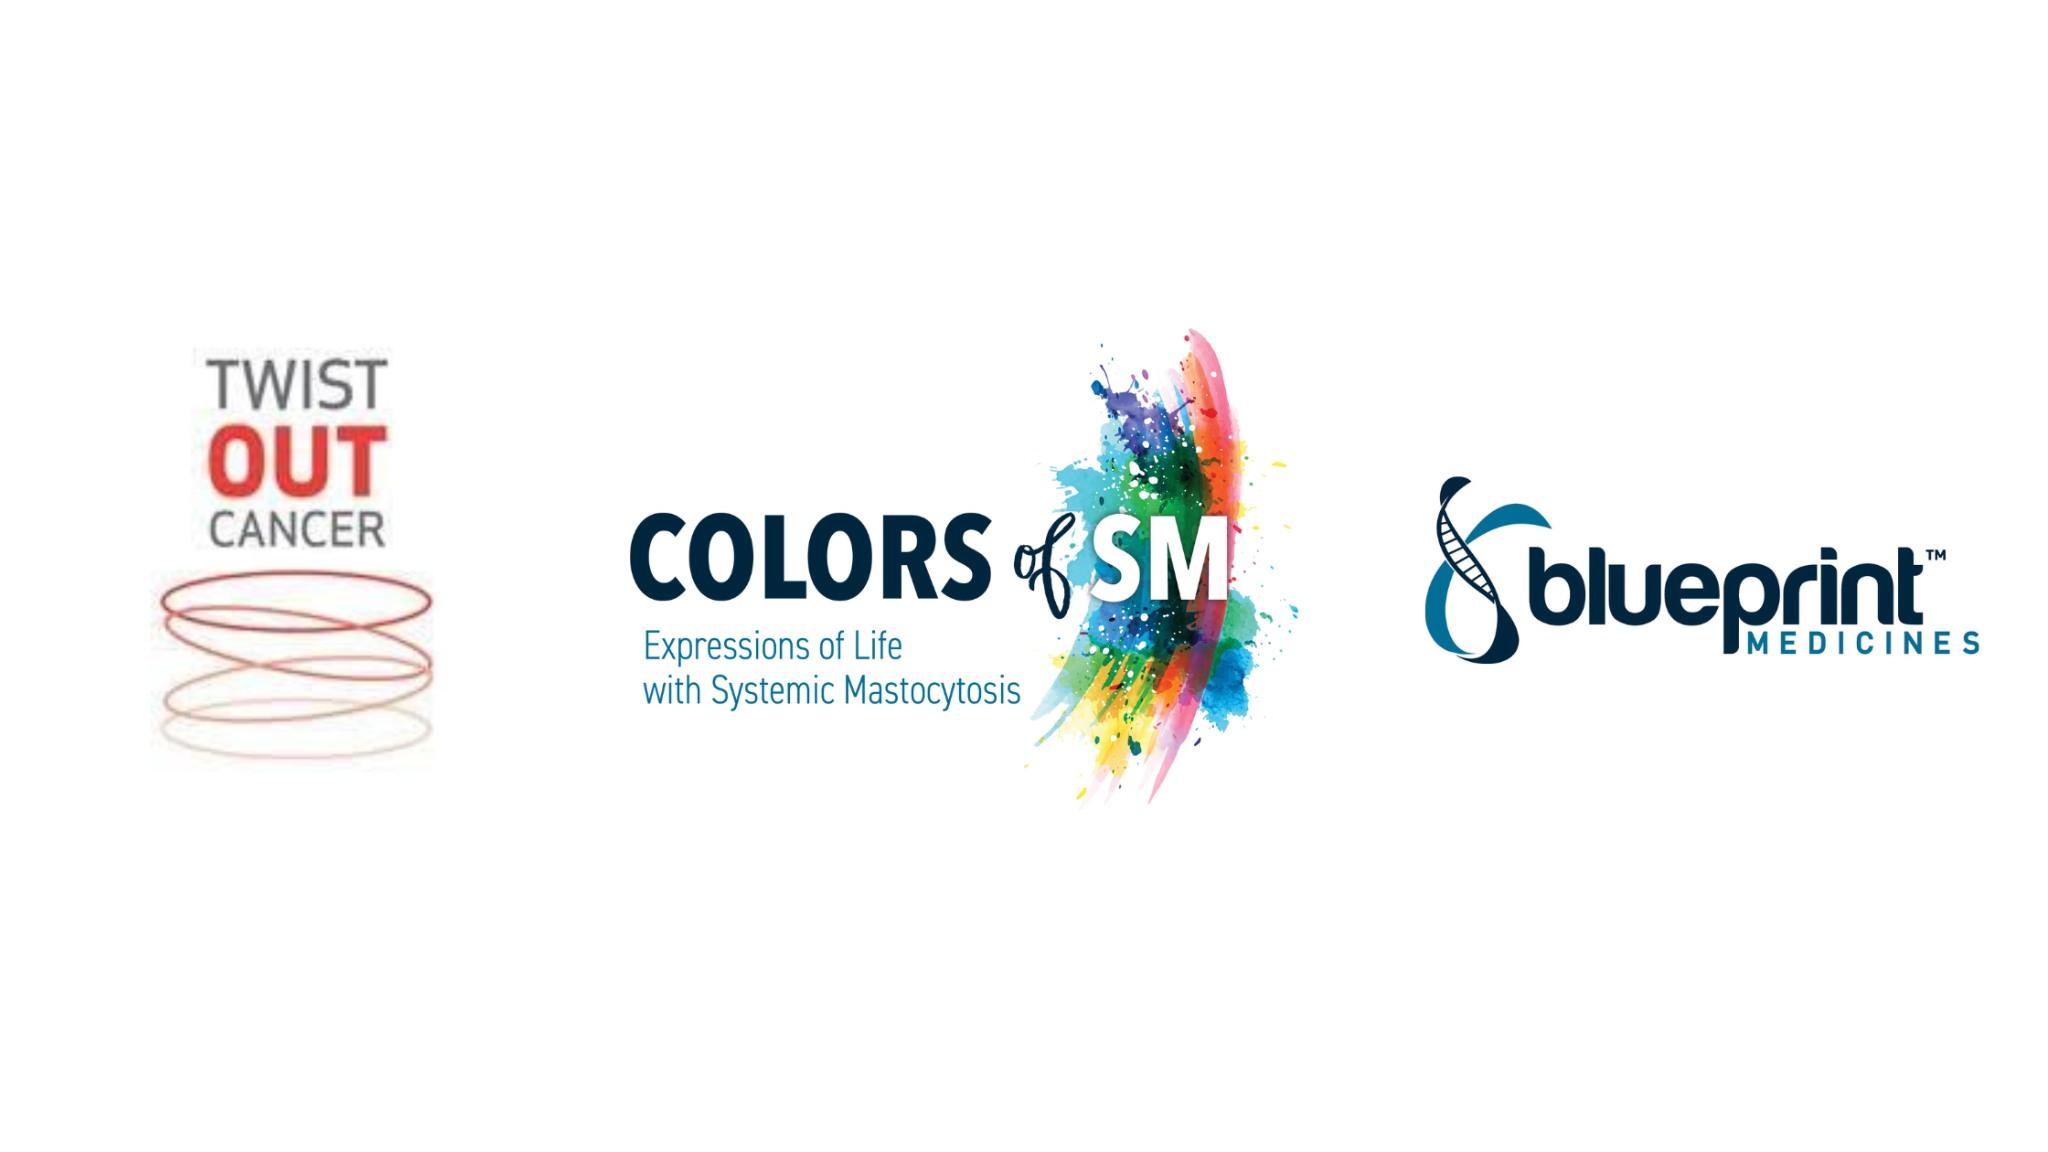 TWIST
OUT
CANCER
COLORS of SM
Expressions of Life
with Systemic Mastocytosis
blueprint™
MEDICINES